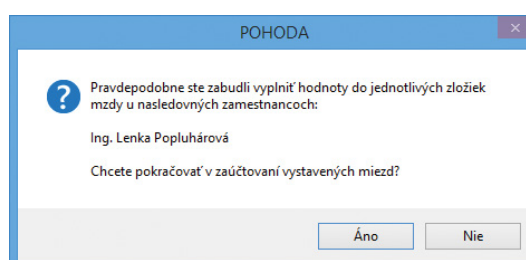 POHODA
Pravdepodobne ste zabudli vyplniť hodnoty do jednotlivých zložiek
mzdy u nasledovných zamestnancoch:
Ing. Lenka Popluhárová
Chcete pokračovať v zaúčtovaní vystavených miezd?
Áno
Nie